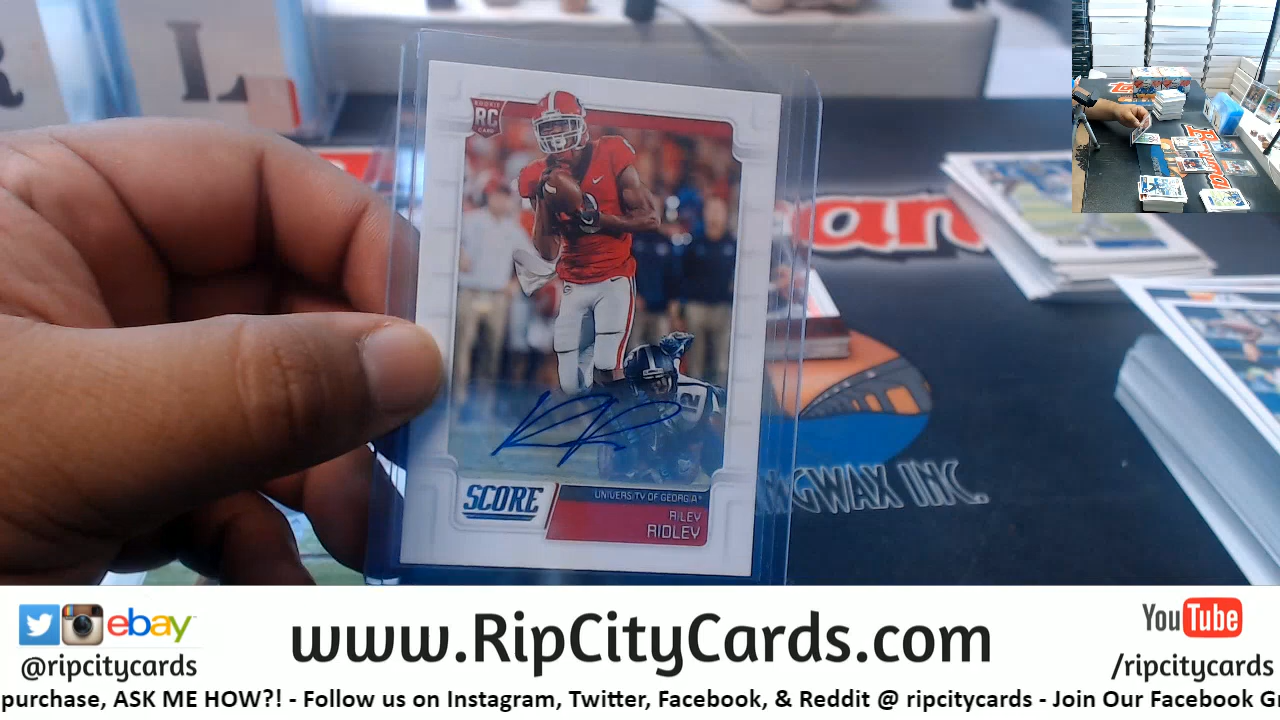 ROOKIE
RC
CARD
SCORE
UNIVERSITY OF GEORGIA
RILEY
RIDLEY
GWAX INC.
ebay
@ripcitycards
www.RipCityCards.com
YouTube
/ripcitycards
purchase, ASK ME HOW?! - Follow us on Instagram, Twitter, Facebook, & Reddit @ ripcitycards - Join Our Facebook G